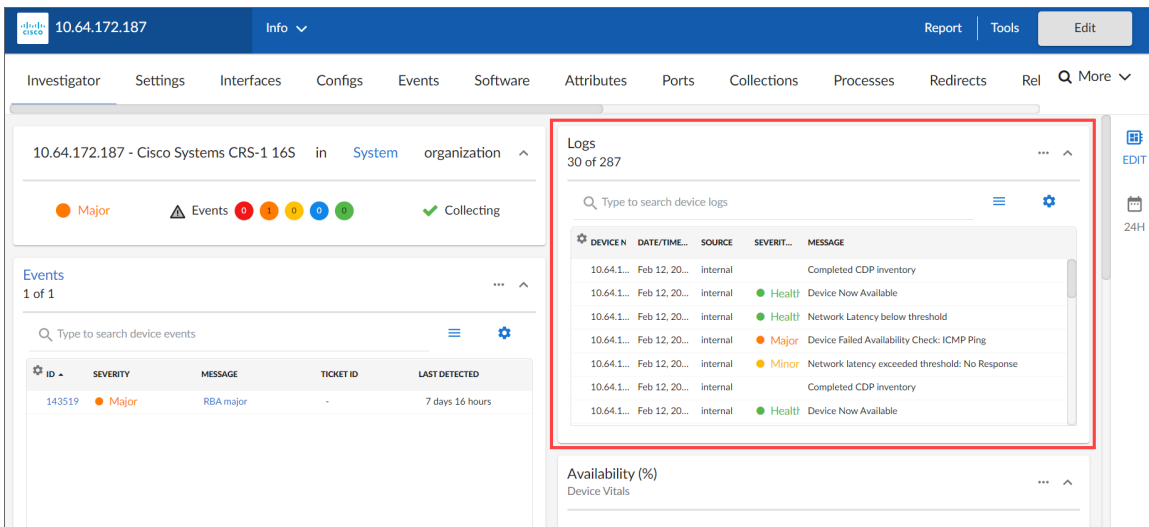 cisco
10.64.172.187
Info
Report
Tools
Edit
Investigator Settings Interfaces Configs Events Software Attributes Ports Collections Processes Redirects Rel More
10.64.172.187 - Cisco Systems CRS-1 16S in System organization
Major
Events 0 1 0 0 0
Collecting
Events
1 of 1
Type to search device events
ID SEVERITY MESSAGE TICKET ID LAST DETECTED
143519 Major RBA major - 7 days 16 hours
Logs
30 of 287
Type to search device logs
DEVICE N DATE/TIME... SOURCE SEVERIT... MESSAGE
10.64.1... Feb 12, 20... internal Completed CDP inventory
10.64.1... Feb 12, 20... internal Health Device Now Available
10.64.1... Feb 12, 20... internal Health Network Latency below threshold
10.64.1... Feb 12, 20... internal Major Device Failed Availability Check: ICMP Ping
10.64.1... Feb 12, 20... internal Minor Network latency exceeded threshold: No Response
10.64.1... Feb 12, 20... internal Completed CDP inventory
10.64.1... Feb 12, 20... internal Health Device Now Available
Availability (%)
Device Vitals
EDIT
24H